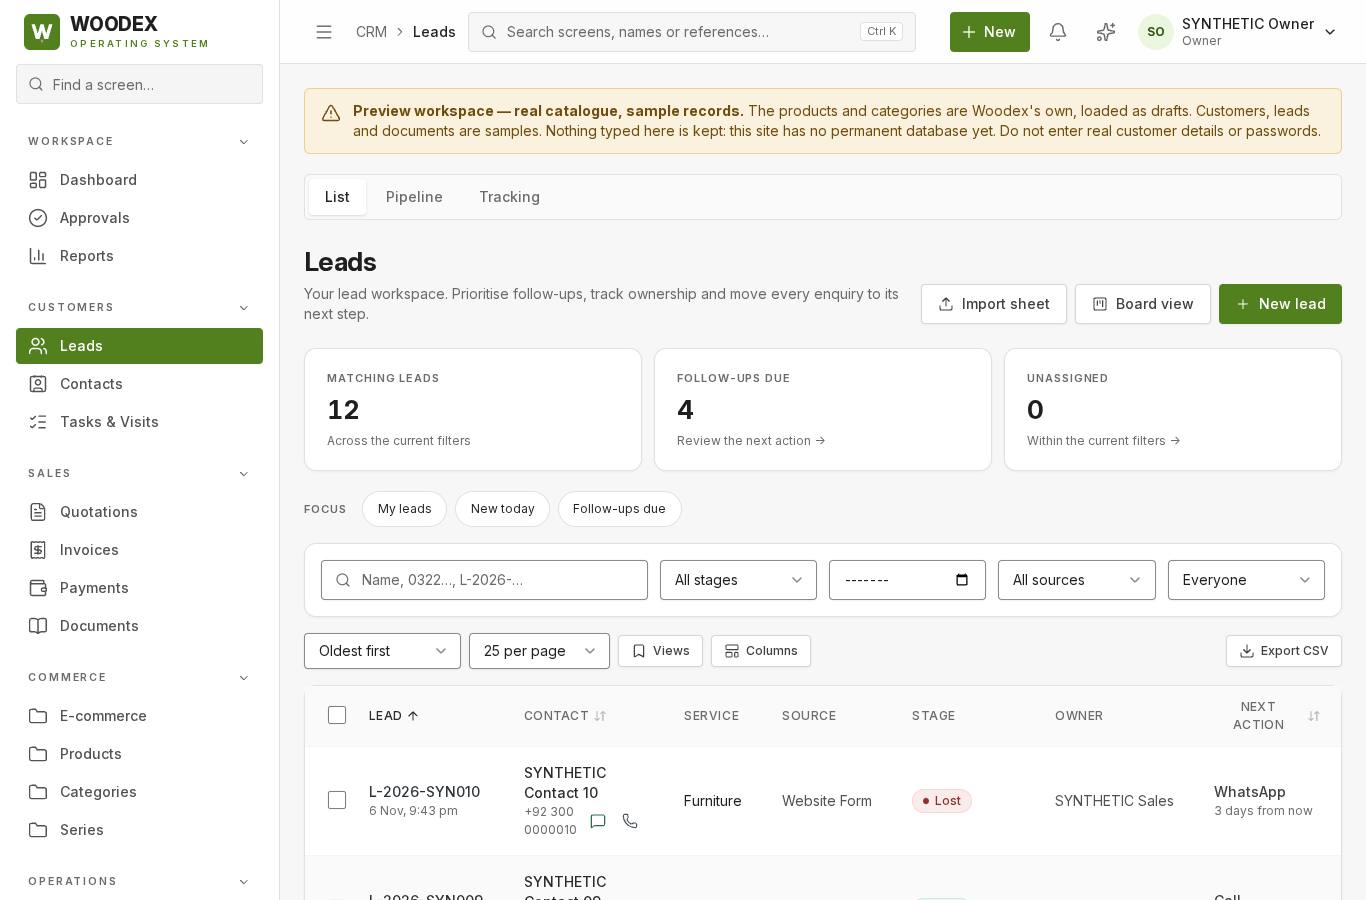 W
WOODEX
OPERATING SYSTEM
Find a screen...
WORKSPACE
Dashboard
Approvals
Reports
CUSTOMERS
Leads
Contacts
Tasks & Visits
SALES
Quotations
Invoices
Payments
Documents
COMMERCE
E-commerce
Products
Categories
Series
OPERATIONS
CRM > Leads
Search screens, names or references...
Ctrl K
New
SO
SYNTHETIC Owner
Owner
Preview workspace — real catalogue, sample records. The products and categories are Woodex's own, loaded as drafts. Customers, leads
and documents are samples. Nothing typed here is kept: this site has no permanent database yet. Do not enter real customer details or passwords.
List Pipeline Tracking
Leads
Your lead workspace. Prioritise follow-ups, track ownership and move every enquiry to its
next step.
Import sheet
Board view
New lead
MATCHING LEADS
12
Across the current filters
FOLLOW-UPS DUE
4
Review the next action →
UNASSIGNED
0
Within the current filters →
FOCUS My leads New today Follow-ups due
Name, 0322..., L-2026-...
All stages
-------
All sources
Everyone
Oldest first
25 per page
Views
Columns
Export CSV
LEAD ↑ CONTACT SERVICE SOURCE STAGE OWNER NEXT
ACTION
L-2026-SYN010
6 Nov, 9:43 pm
SYNTHETIC
Contact 10
+92 300
0000010
Furniture
Website Form
Lost
SYNTHETIC Sales
WhatsApp
3 days from now
L-2026-SYN009
SYNTHETIC
Contact 09
Call